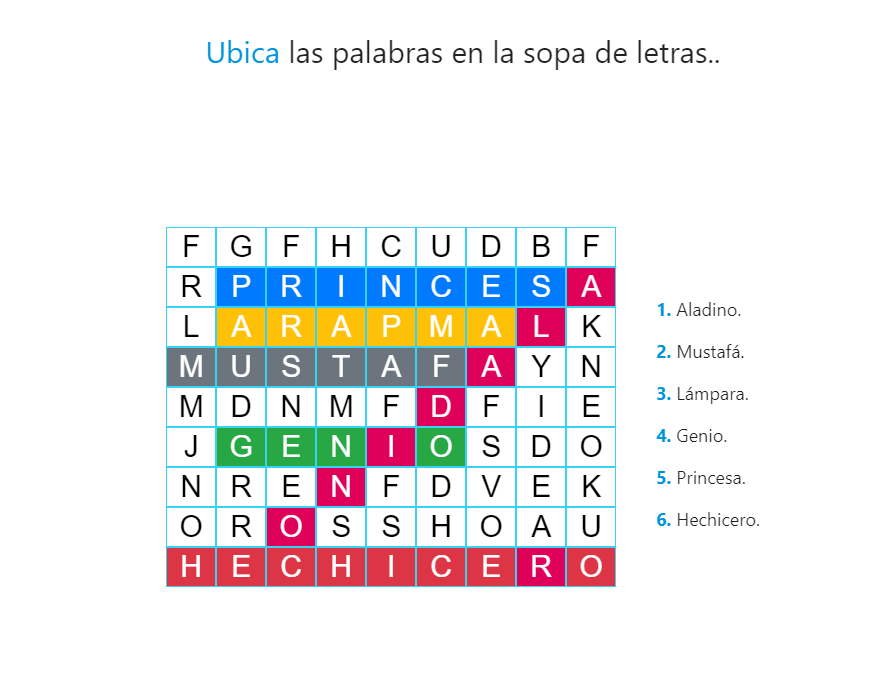 Ubica las palabras en la sopa de letras..
F G F H C U D B F
R P R I N C E S A
L A R A P M A L K
M U S T A F A Y N
M D N M F D F I E
J G E N I O S D O
N R E N F D V E K
O R O S S H O A U
H E C H I C E R O
1. Aladino.
2. Mustafá.
3. Lámpara.
4. Genio.
5. Princesa.
6. Hechicero.